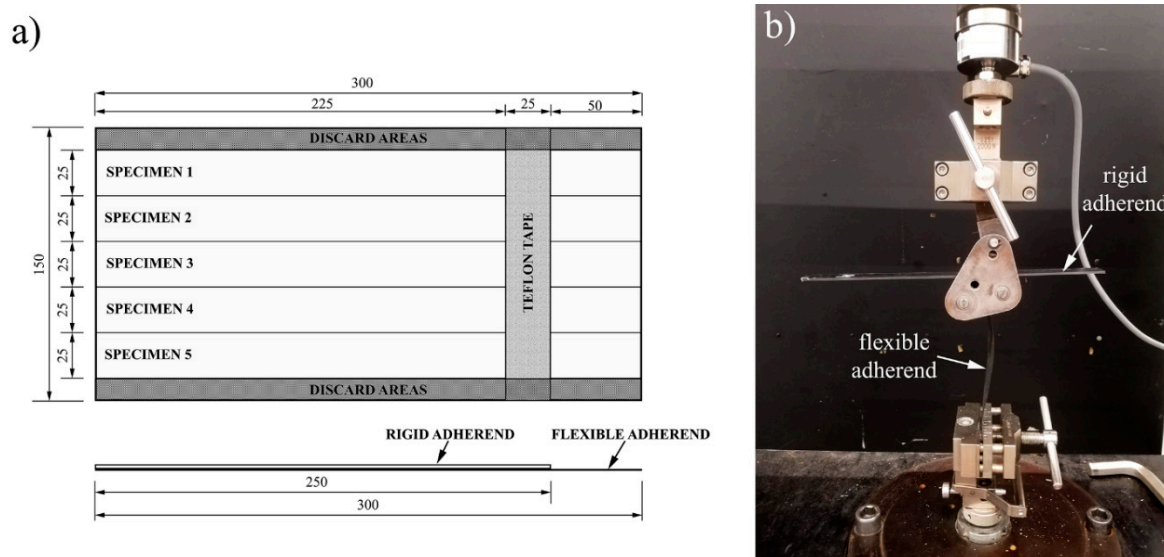 a)
300
225 25 50
DISCARD AREAS
SPECIMEN 1
SPECIMEN 2
SPECIMEN 3
SPECIMEN 4
SPECIMEN 5
DISCARD AREAS
TEFLON TAPE
150
25
25
25
25
25
RIGID ADHEREND FLEXIBLE ADHEREND
250
300
b)
rigid
adherend
flexible
adherend